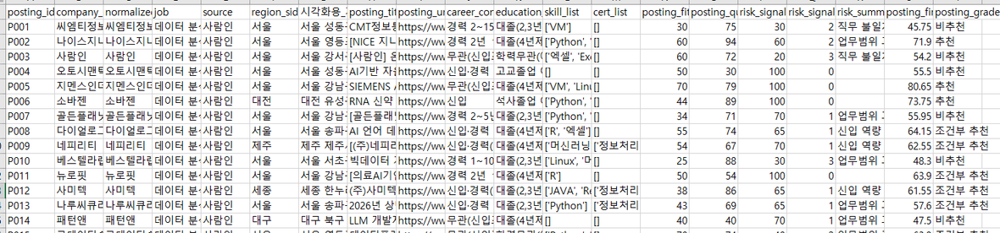 posting_id company_ normalized job source region_sid 시각화용_ posting_tit posting_ur career_con education_ skill_list cert_list posting_fit posting_qu risk_signal risk_signal risk_summ posting_fin posting_grade
P001 씨엠티정보 씨엠티정보 데이터 분 사람인 서울 서울 성동 CMT정보통 https://ww 경력 2~15 대졸(2,3년 ['VM'] [] 30 75 30 2 직무 불일 45.75 비추천
P002 나이스지니 나이스지니 데이터 분 사람인 서울 서울 영등 [NICE 지니 https://ww 경력 2년 대졸(4년제 ['Python', [] 60 94 60 2 업무범위 71.9 비추천
P003 사람인 사람인 데이터 분 사람인 서울 서울 강서 [사람인] 은 https://ww 무관(신입 학력무관( ['엑셀', 'Exc [] 60 72 20 3 직무 불일 54.2 비추천
P004 오토시맨틱 오토시맨틱 데이터 분 사람인 서울 서울 성동 AI기반 자 https://ww 신입·경력 고교졸업 [] [] 50 30 100 0 55.5 비추천
P005 지멘스인더 지멘스인더 데이터 분 사람인 서울 서울 강남 SIEMENS https://ww 무관(신입 대졸(4년제 ['VM', 'Linu [] 70 79 100 0 80.65 추천
P006 소바젠 소바젠 데이터 분 사람인 대전 대전 유성 RNA 신약 https://ww 신입 석사졸업 ['Python', [] 44 89 100 0 73.75 추천
P007 골든플래닛 골든플래닛 데이터 분 사람인 서울 서울 강남 [골든플래 https://ww 경력 2~5년 대졸(2,3년 ['Python', [] 34 71 70 1 업무범위 55.95 비추천
P008 다이얼로그 다이얼로그 데이터 분 사람인 서울 서울 송파 AI 언어 데 https://ww 신입·경력 대졸(4년제 ['R', '엑셀'] [] 55 74 65 1 신입 역량 64.15 조건부 추천
P009 네피리티 네피리티 데이터 분 사람인 제주 제주 제주 [(주)네피리 https://ww 신입·경력( 대졸(4년제 ['머신러닝 ['정보처리 54 67 70 1 신입 역량 62.55 조건부 추천
P010 베스텔라랩 베스텔라랩 데이터 분 사람인 서울 서울 서초 빅데이터 https://ww 경력 1~10 대졸(2,3년 ['Linux', '머 [] 25 88 30 3 업무범위 48.3 비추천
P011 뉴로핏 뉴로핏 데이터 분 사람인 서울 서울 강남 [의료AI기 https://ww 경력 2년 대졸(4년제 ['R'] [] 50 54 100 0 63.9 조건부 추천
P012 사미텍 사미텍 데이터 분 사람인 세종 세종 한누 (주)사미텍 https://ww 신입·경력( 대졸(2,3년 ['JAVA', 'Re ['정보처리 38 86 65 1 신입 역량 61.55 조건부 추천
P013 나루씨큐리 나루씨큐리 데이터 분 사람인 서울 서울 송파 2026년 상 https://ww 신입·경력 대졸(2,3년 ['Python'] ['정보처리 43 69 65 1 업무범위 57.6 조건부 추천
P014 패턴앤 패턴앤 데이터 분 사람인 대구 대구 북구 LLM 개발 https://ww 신입·경력( 대졸(4년제 [] [] 40 40 70 1 업무범위 47.5 비추천